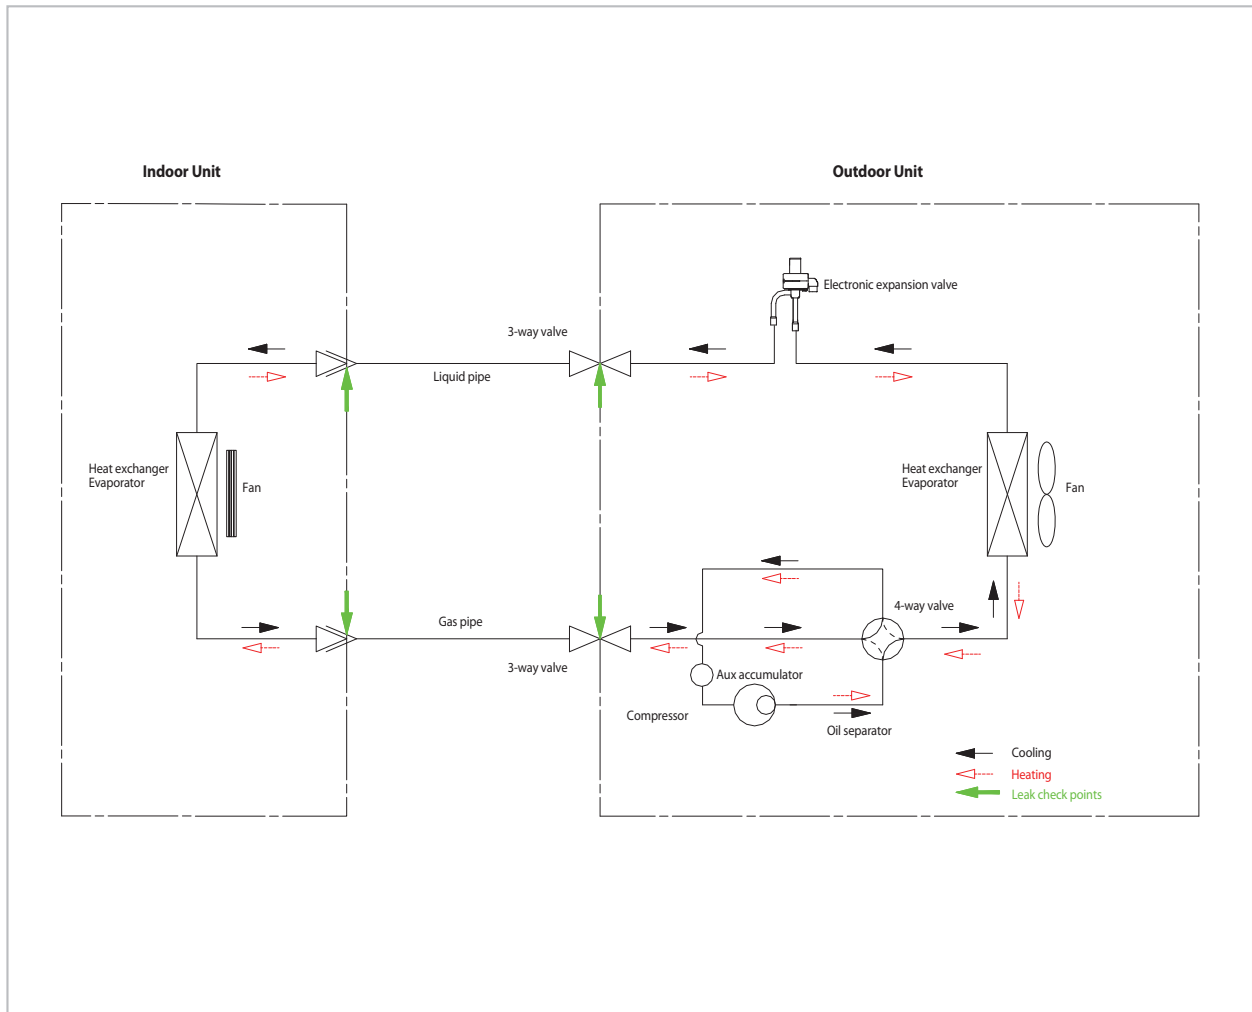 Indoor Unit
Outdoor Unit
Electronic expansion valve
3-way valve
Liquid pipe
Heat exchanger
Evaporator
Fan
Heat exchanger
Evaporator
Fan
4-way valve
Gas pipe
3-way valve
Aux accumulator
Compressor
Oil separator
Cooling
Heating
Leak check points